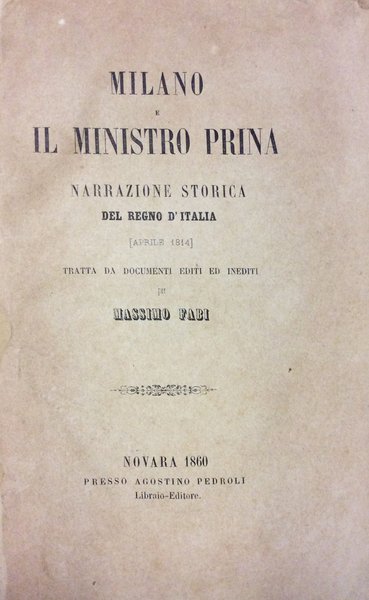 MILANO
E
IL MINISTRO PRINA
NARRAZIONE STORICA
DEL REGNO D'ITALIA
[APRILE 1814]
TRATTA DA DOCUMENTI EDITI ED INEDITI
per
MASSIMO FABI
NOVARA 1860
PRESSO AGOSTINO PEDROLI
Libraio-Editore.